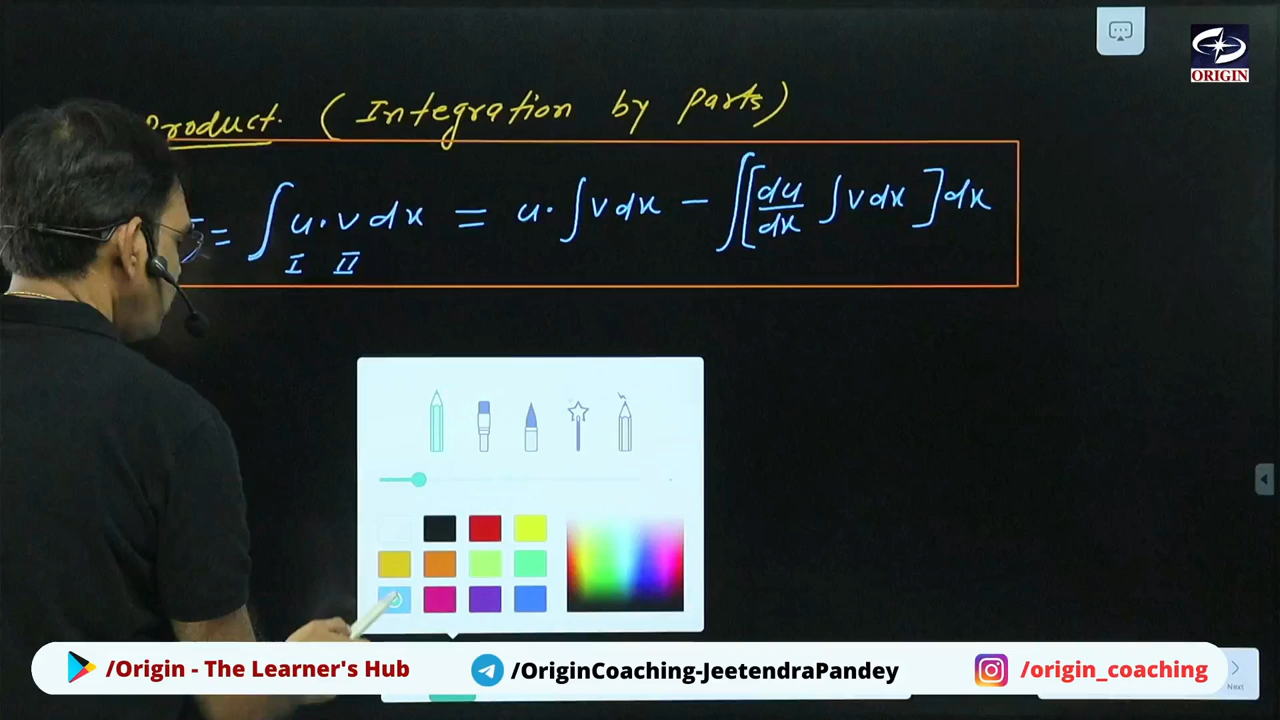 ORIGIN
Product. (Integration by Parts)
= ∫ u · v dx = u · ∫ v dx − ∫ [ du/dx ∫ v dx ] dx
I II
/Origin - The Learner's Hub
/OriginCoaching-JeetendraPandey
/origin_coaching
Next